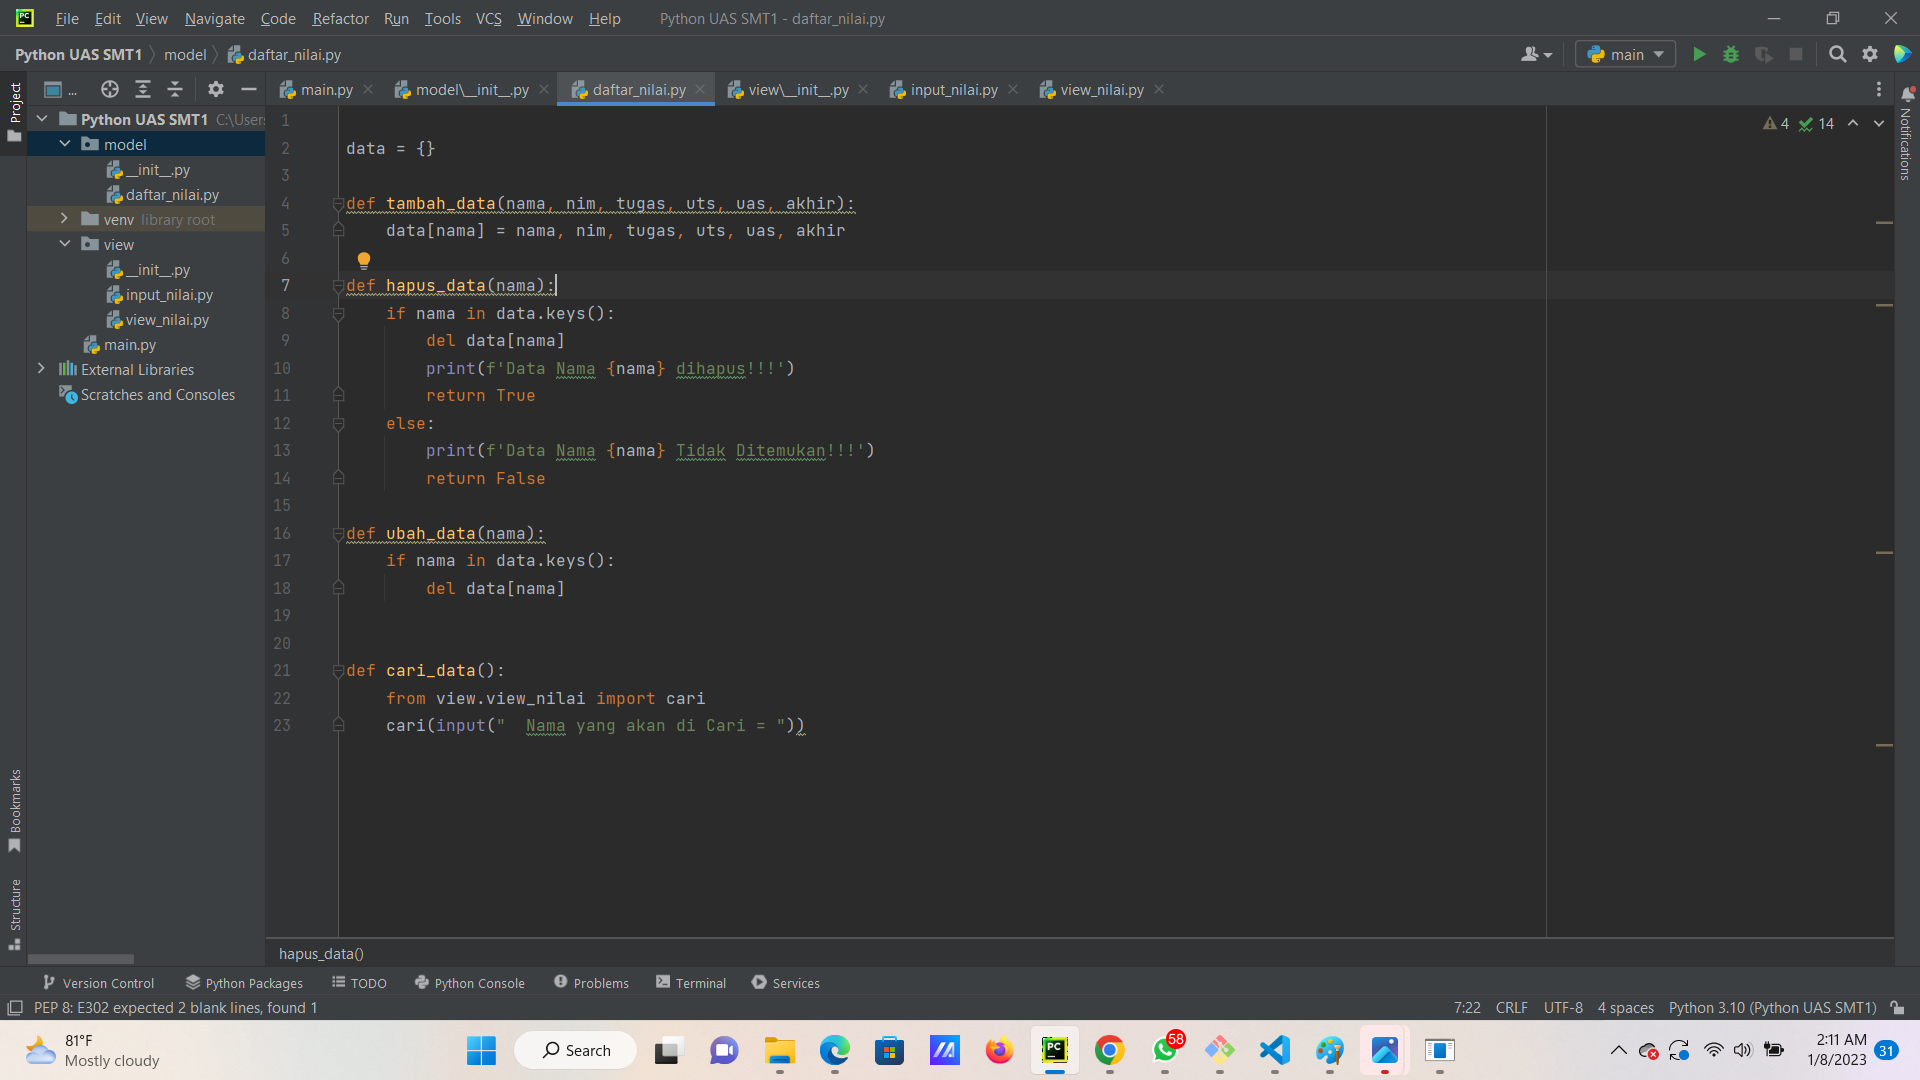 File Edit View Navigate Code Refactor Run Tools VCS Window Help Python UAS SMT1 - daftar_nilai.py
Python UAS SMT1 model daftar_nilai.py main
Project ... main.py model\__init__.py daftar_nilai.py view\__init__.py input_nilai.py view_nilai.py
Python UAS SMT1 C:\Users
model
__init__.py
daftar_nilai.py
venv library root
view
__init__.py
input_nilai.py
view_nilai.py
main.py
External Libraries
Scratches and Consoles
Bookmarks
Structure
Notifications
4 14
1
2 data = {}
3
4 def tambah_data(nama, nim, tugas, uts, uas, akhir):
5     data[nama] = nama, nim, tugas, uts, uas, akhir
6
7 def hapus_data(nama):
8     if nama in data.keys():
9         del data[nama]
10         print(f'Data Nama {nama} dihapus!!!')
11         return True
12     else:
13         print(f'Data Nama {nama} Tidak Ditemukan!!!')
14         return False
15
16 def ubah_data(nama):
17     if nama in data.keys():
18         del data[nama]
19
20
21 def cari_data():
22     from view.view_nilai import cari
23     cari(input("  Nama yang akan di Cari = "))
hapus_data()
Version Control Python Packages TODO Python Console Problems Terminal Services
PEP 8: E302 expected 2 blank lines, found 1 7:22 CRLF UTF-8 4 spaces Python 3.10 (Python UAS SMT1)
81°F
Mostly cloudy
Search
PC
58
2:11 AM
1/8/2023
31